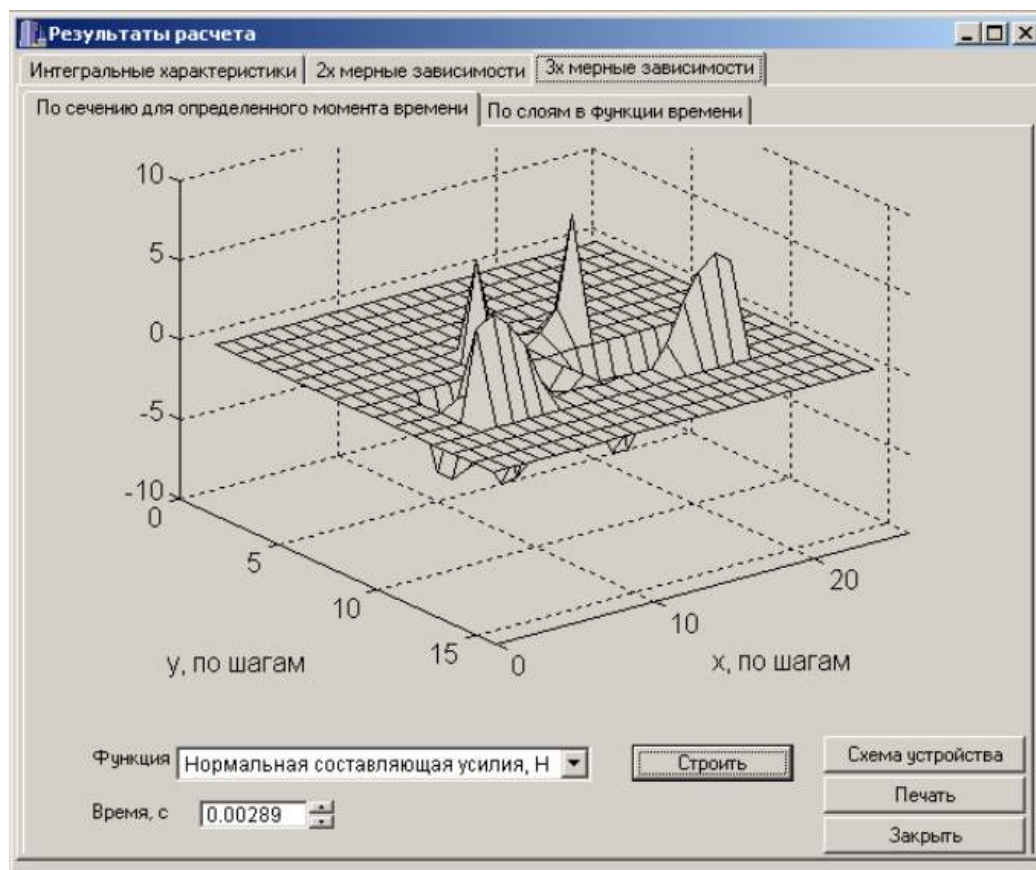 Результаты расчета
Интегральные характеристики 2х мерные зависимости 3х мерные зависимости
По сечению для определенного момента времени По слоям в функции времени
10
5
0
-5
-10
0
5
10
15
0
10
20
y, по шагам
x, по шагам
Функция Нормальная составляющая усилия, Н Строить Схема устройства
Время, с 0.00289 Печать
Закрыть